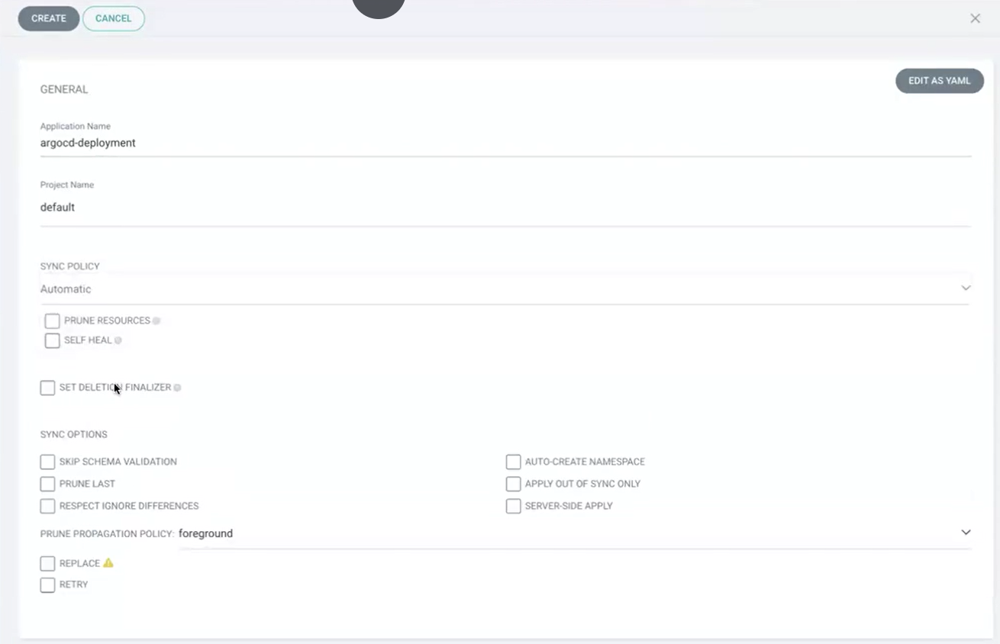 CREATE
CANCEL
EDIT AS YAML
GENERAL
Application Name
argocd-deployment
Project Name
default
SYNC POLICY
Automatic
PRUNE RESOURCES
SELF HEAL
SET DELETION FINALIZER
SYNC OPTIONS
SKIP SCHEMA VALIDATION
AUTO-CREATE NAMESPACE
PRUNE LAST
APPLY OUT OF SYNC ONLY
RESPECT IGNORE DIFFERENCES
SERVER-SIDE APPLY
PRUNE PROPAGATION POLICY: foreground
REPLACE
RETRY